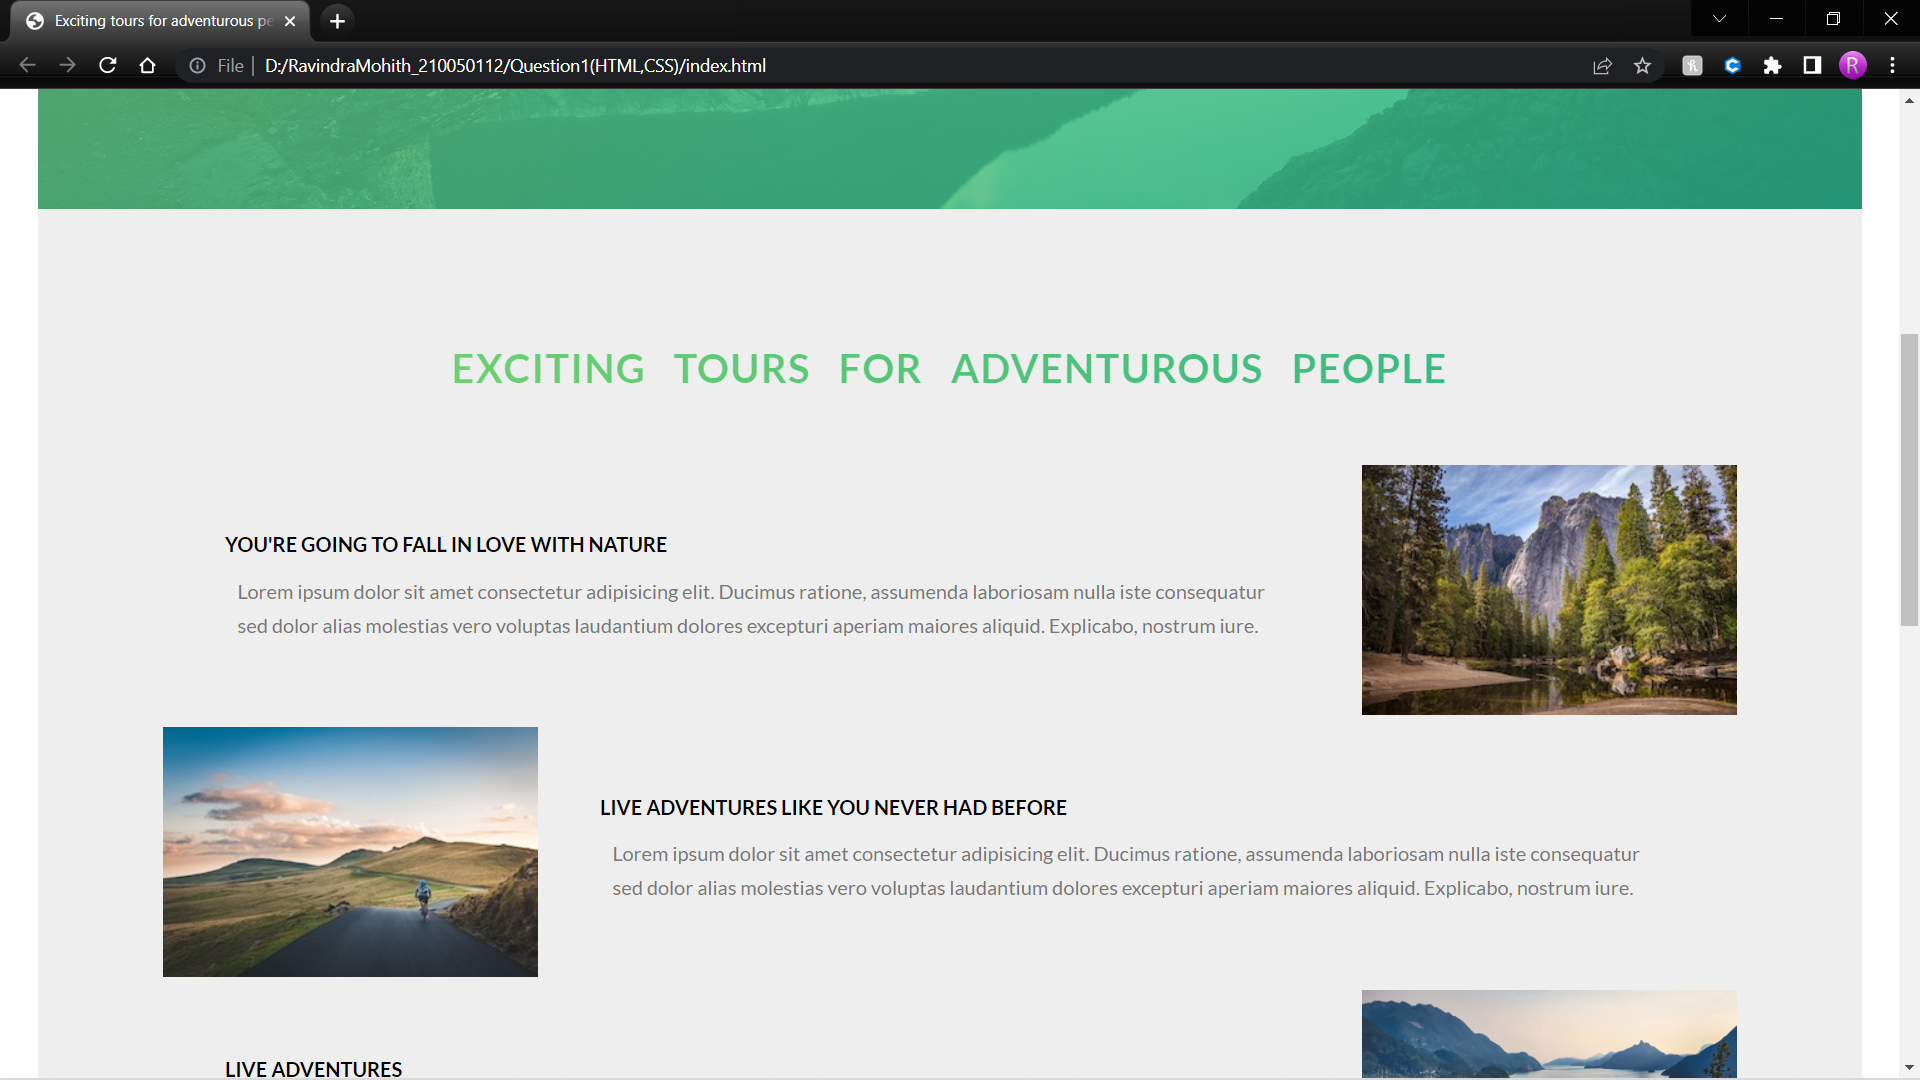 Exciting tours for adventurous pe
File
D:/RavindraMohith_210050112/Question1(HTML,CSS)/index.html
R
EXCITING TOURS FOR ADVENTUROUS PEOPLE
YOU'RE GOING TO FALL IN LOVE WITH NATURE
Lorem ipsum dolor sit amet consectetur adipisicing elit. Ducimus ratione, assumenda laboriosam nulla iste consequatur
sed dolor alias molestias vero voluptas laudantium dolores excepturi aperiam maiores aliquid. Explicabo, nostrum iure.
LIVE ADVENTURES LIKE YOU NEVER HAD BEFORE
Lorem ipsum dolor sit amet consectetur adipisicing elit. Ducimus ratione, assumenda laboriosam nulla iste consequatur
sed dolor alias molestias vero voluptas laudantium dolores excepturi aperiam maiores aliquid. Explicabo, nostrum iure.
LIVE ADVENTURES